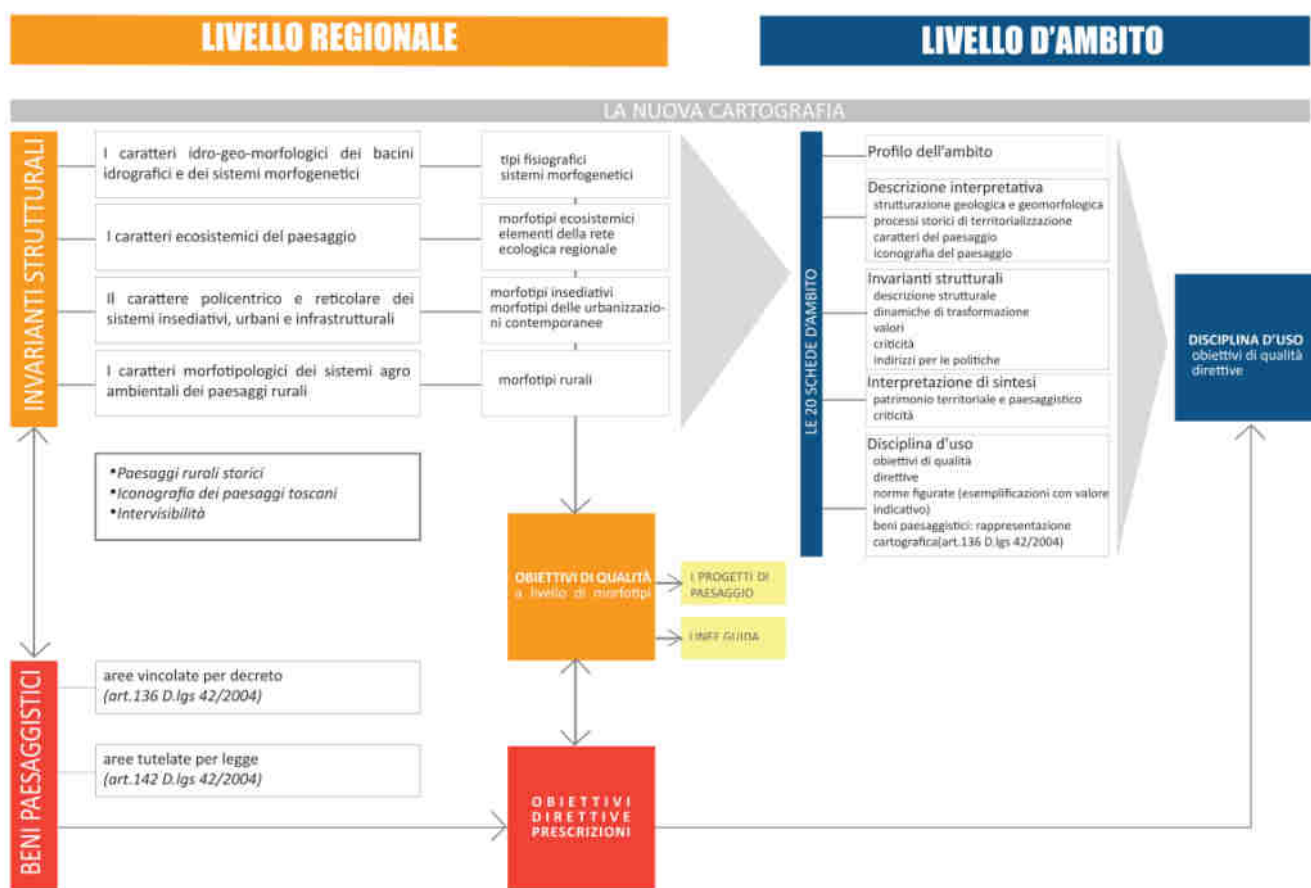 LIVELLO REGIONALE
LIVELLO D'AMBITO
LA NUOVA CARTOGRAFIA
INVARIANTI STRUTTURALI
I caratteri idro-geo-morfologici dei bacini
idrografici e dei sistemi morfogenetici
tipi fisiografici
sistemi morfogenetici
I caratteri ecosistemici del paesaggio
morfotipi ecosistemici
elementi della rete
ecologica regionale
Il carattere policentrico e reticolare dei
sistemi insediativi, urbani e infrastrutturali
morfotipi insediativi
morfotipi delle urbanizzazio-
ni contemporanee
I caratteri morfotipologici dei sistemi agro
ambientali dei paesaggi rurali
morfotipi rurali
•Paesaggi rurali storici
•Iconografia dei paesaggi toscani
•Intervisibilità
OBIETTIVI DI QUALITÀ
a livello di morfotipi
I PROGETTI DI
PAESAGGIO
LINEE GUIDA
BENI PAESAGGISTICI
aree vincolate per decreto
(art.136 D.lgs 42/2004)
aree tutelate per legge
(art.142 D.lgs 42/2004)
OBIETTIVI
DIRETTIVE
PRESCRIZIONI
LE 20 SCHEDE D'AMBITO
Profilo dell'ambito
Descrizione interpretativa
strutturazione geologica e geomorfologica
processi storici di territorializzazione
caratteri del paesaggio
iconografia del paesaggio
Invarianti strutturali
descrizione strutturale
dinamiche di trasformazione
valori
criticità
indirizzi per le politiche
Interpretazione di sintesi
patrimonio territoriale e paesaggistico
criticità
Disciplina d'uso
obiettivi di qualità
direttive
norme figurate (esemplificazioni con valore
indicativo)
beni paesaggistici: rappresentazione
cartografica(art.136 D.lgs 42/2004)
DISCIPLINA D'USO
obiettivi di qualità
direttive